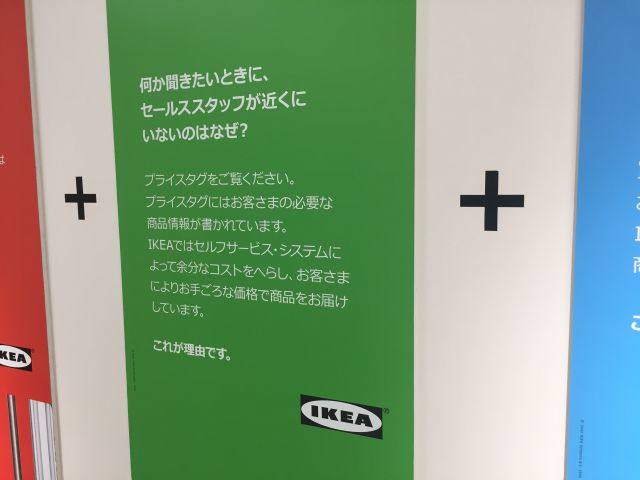 何か聞きたいときに、
セールススタッフが近くに
いないのはなぜ?
プライスタグをご覧ください。
プライスタグにはお客さまの必要な
商品情報が書かれています。
IKEAではセルフサービス・システムに
よって余分なコストをへらし、お客さま
によりお手ごろな価格で商品をお届け
しています。
これが理由です。
IKEA
は
IKEA
商